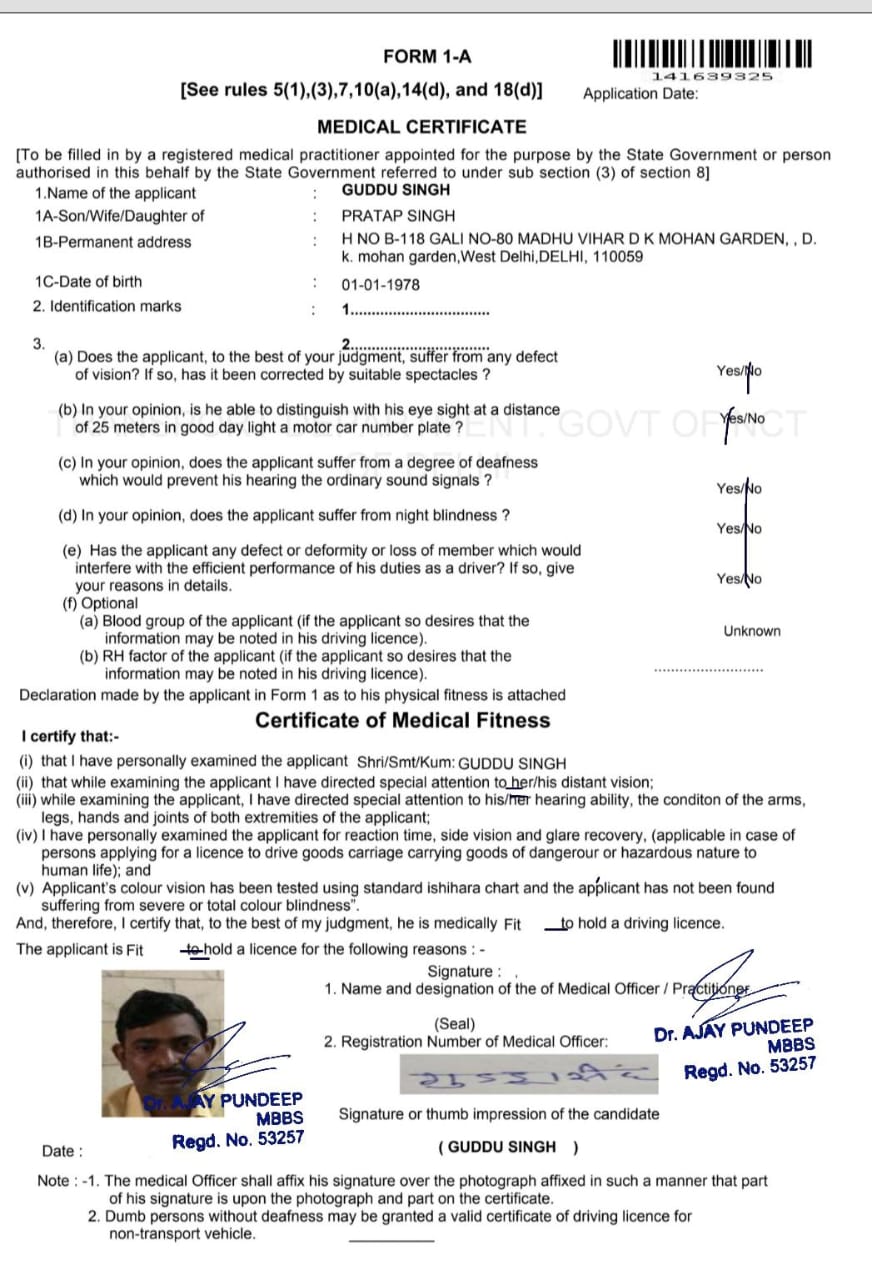 FORM 1-A
141639325
[See rules 5(1),(3),7,10(a),14(d), and 18(d)]
Application Date:
MEDICAL CERTIFICATE
[To be filled in by a registered medical practitioner appointed for the purpose by the State Government or person
authorised in this behalf by the State Government referred to under sub section (3) of section 8]
1.Name of the applicant : GUDDU SINGH
1A-Son/Wife/Daughter of : PRATAP SINGH
1B-Permanent address : H NO B-118 GALI NO-80 MADHU VIHAR D K MOHAN GARDEN, , D.
k. mohan garden,West Delhi,DELHI, 110059
1C-Date of birth : 01-01-1978
2. Identification marks : 1.................................
3. 2.................................
(a) Does the applicant, to the best of your judgment, suffer from any defect
of vision? If so, has it been corrected by suitable spectacles ? Yes/No
(b) In your opinion, is he able to distinguish with his eye sight at a distance
of 25 meters in good day light a motor car number plate ? Yes/No
GOVT OF NCT
(c) In your opinion, does the applicant suffer from a degree of deafness
which would prevent his hearing the ordinary sound signals ? Yes/No
(d) In your opinion, does the applicant suffer from night blindness ? Yes/No
(e) Has the applicant any defect or deformity or loss of member which would
interfere with the efficient performance of his duties as a driver? If so, give
your reasons in details. Yes/No
(f) Optional
(a) Blood group of the applicant (if the applicant so desires that the
information may be noted in his driving licence). Unknown
(b) RH factor of the applicant (if the applicant so desires that the
information may be noted in his driving licence). ..........................
Declaration made by the applicant in Form 1 as to his physical fitness is attached
Certificate of Medical Fitness
I certify that:-
(i) that I have personally examined the applicant Shri/Smt/Kum: GUDDU SINGH
(ii) that while examining the applicant I have directed special attention to her/his distant vision;
(iii) while examining the applicant, I have directed special attention to his/her hearing ability, the conditon of the arms,
legs, hands and joints of both extremities of the applicant;
(iv) I have personally examined the applicant for reaction time, side vision and glare recovery, (applicable in case of
persons applying for a licence to drive goods carriage carrying goods of dangerour or hazardous nature to
human life); and
(v) Applicant's colour vision has been tested using standard ishihara chart and the applicant has not been found
suffering from severe or total colour blindness".
And, therefore, I certify that, to the best of my judgment, he is medically Fit __to hold a driving licence.
The applicant is Fit to hold a licence for the following reasons : -
Signature : .
1. Name and designation of the of Medical Officer / Practitioner
(Seal)
2. Registration Number of Medical Officer:
Dr. AJAY PUNDEEP
MBBS
Regd. No. 53257
Dr. AJAY PUNDEEP
MBBS
Regd. No. 53257
Signature or thumb impression of the candidate
Date :
( GUDDU SINGH )
Note : -1. The medical Officer shall affix his signature over the photograph affixed in such a manner that part
of his signature is upon the photograph and part on the certificate.
2. Dumb persons without deafness may be granted a valid certificate of driving licence for
non-transport vehicle.